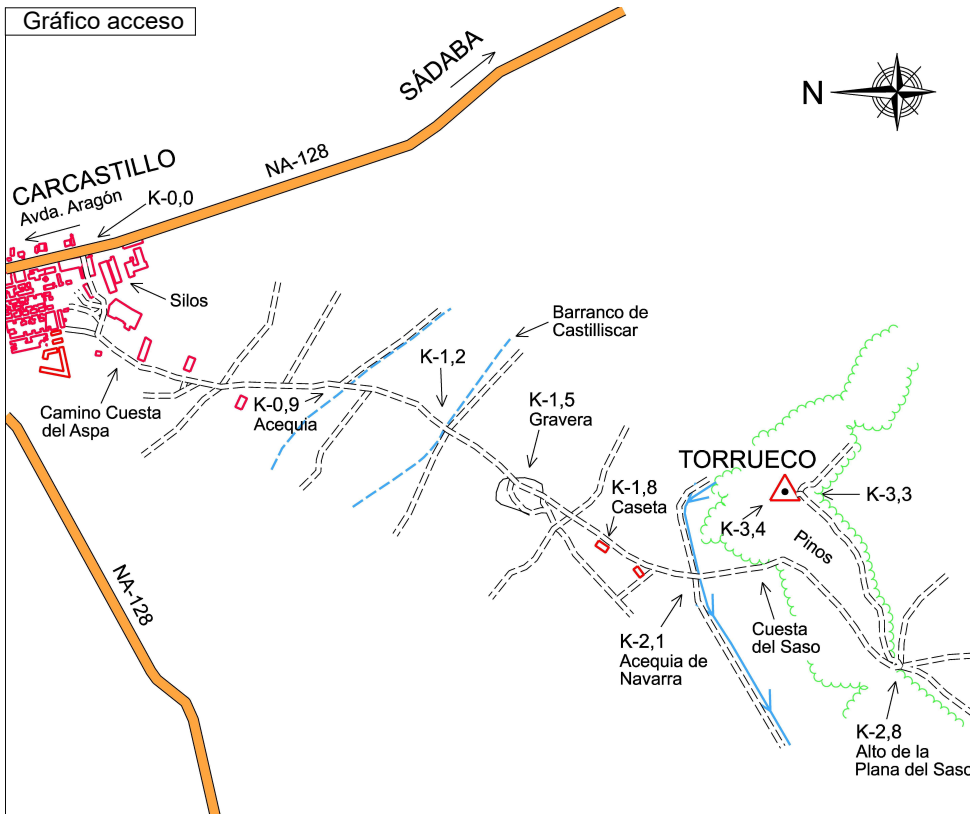 Gráfico acceso
SÁDABA
N
NA-128
CARCASTILLO
Avda. Aragón
K-0,0
Silos
Barranco de
Castilliscar
K-1,2
Camino Cuesta
del Aspa
K-0,9
Acequia
K-1,5
Gravera
TORRUECO
K-1,8
Caseta
K-3,3
K-3,4
Pinos
NA-128
K-2,1
Acequia de
Navarra
Cuesta
del Saso
K-2,8
Alto de la
Plana del Saso